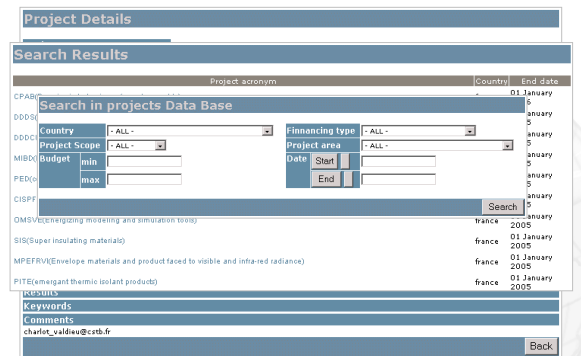 Project Details
Search Results
Project acronym Country End date
01 January
CPAB(
Search in projects Data Base
DDDS(
Country - ALL - Finnancing type - ALL -
DDDC
Project Scope - ALL - Project area - ALL -
MIBD( Budget min Date Start anuary
PED( max End anuary
CISPF anuary
Search
OMSVE(Energizing modeling and simulation tools) france 01 January
2005
SIS(Super insulating materials) france 01 January
2005
MPEFRVI(Envelope materials and product faced to visible and infra-red radiance) france 01 January
2005
PITE(emergant thermic isolant products) france 01 January
2005
Results
Keywords
Comments
charlot_valdieu@cstb.fr
Back